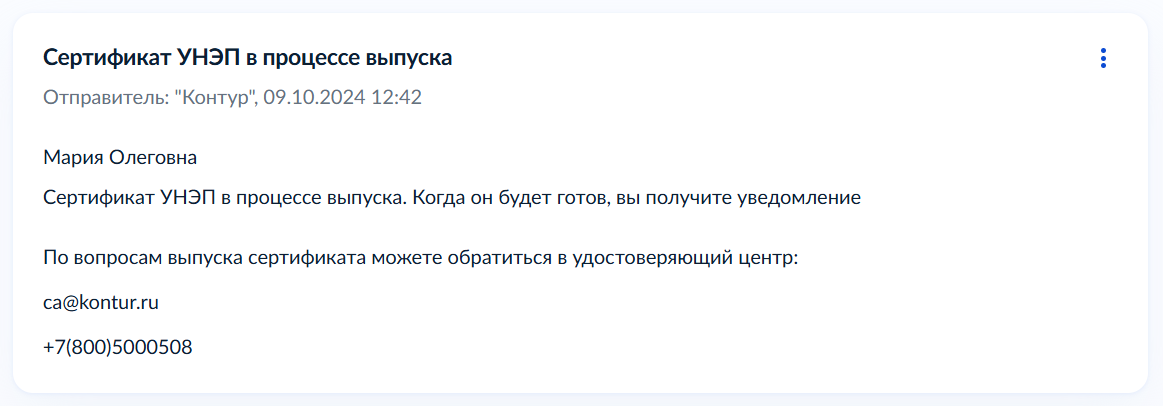 Сертификат УНЭП в процессе выпуска
Отправитель: "Контур", 09.10.2024 12:42
Мария Олеговна
Сертификат УНЭП в процессе выпуска. Когда он будет готов, вы получите уведомление
По вопросам выпуска сертификата можете обратиться в удостоверяющий центр:
ca@kontur.ru
+7(800)5000508